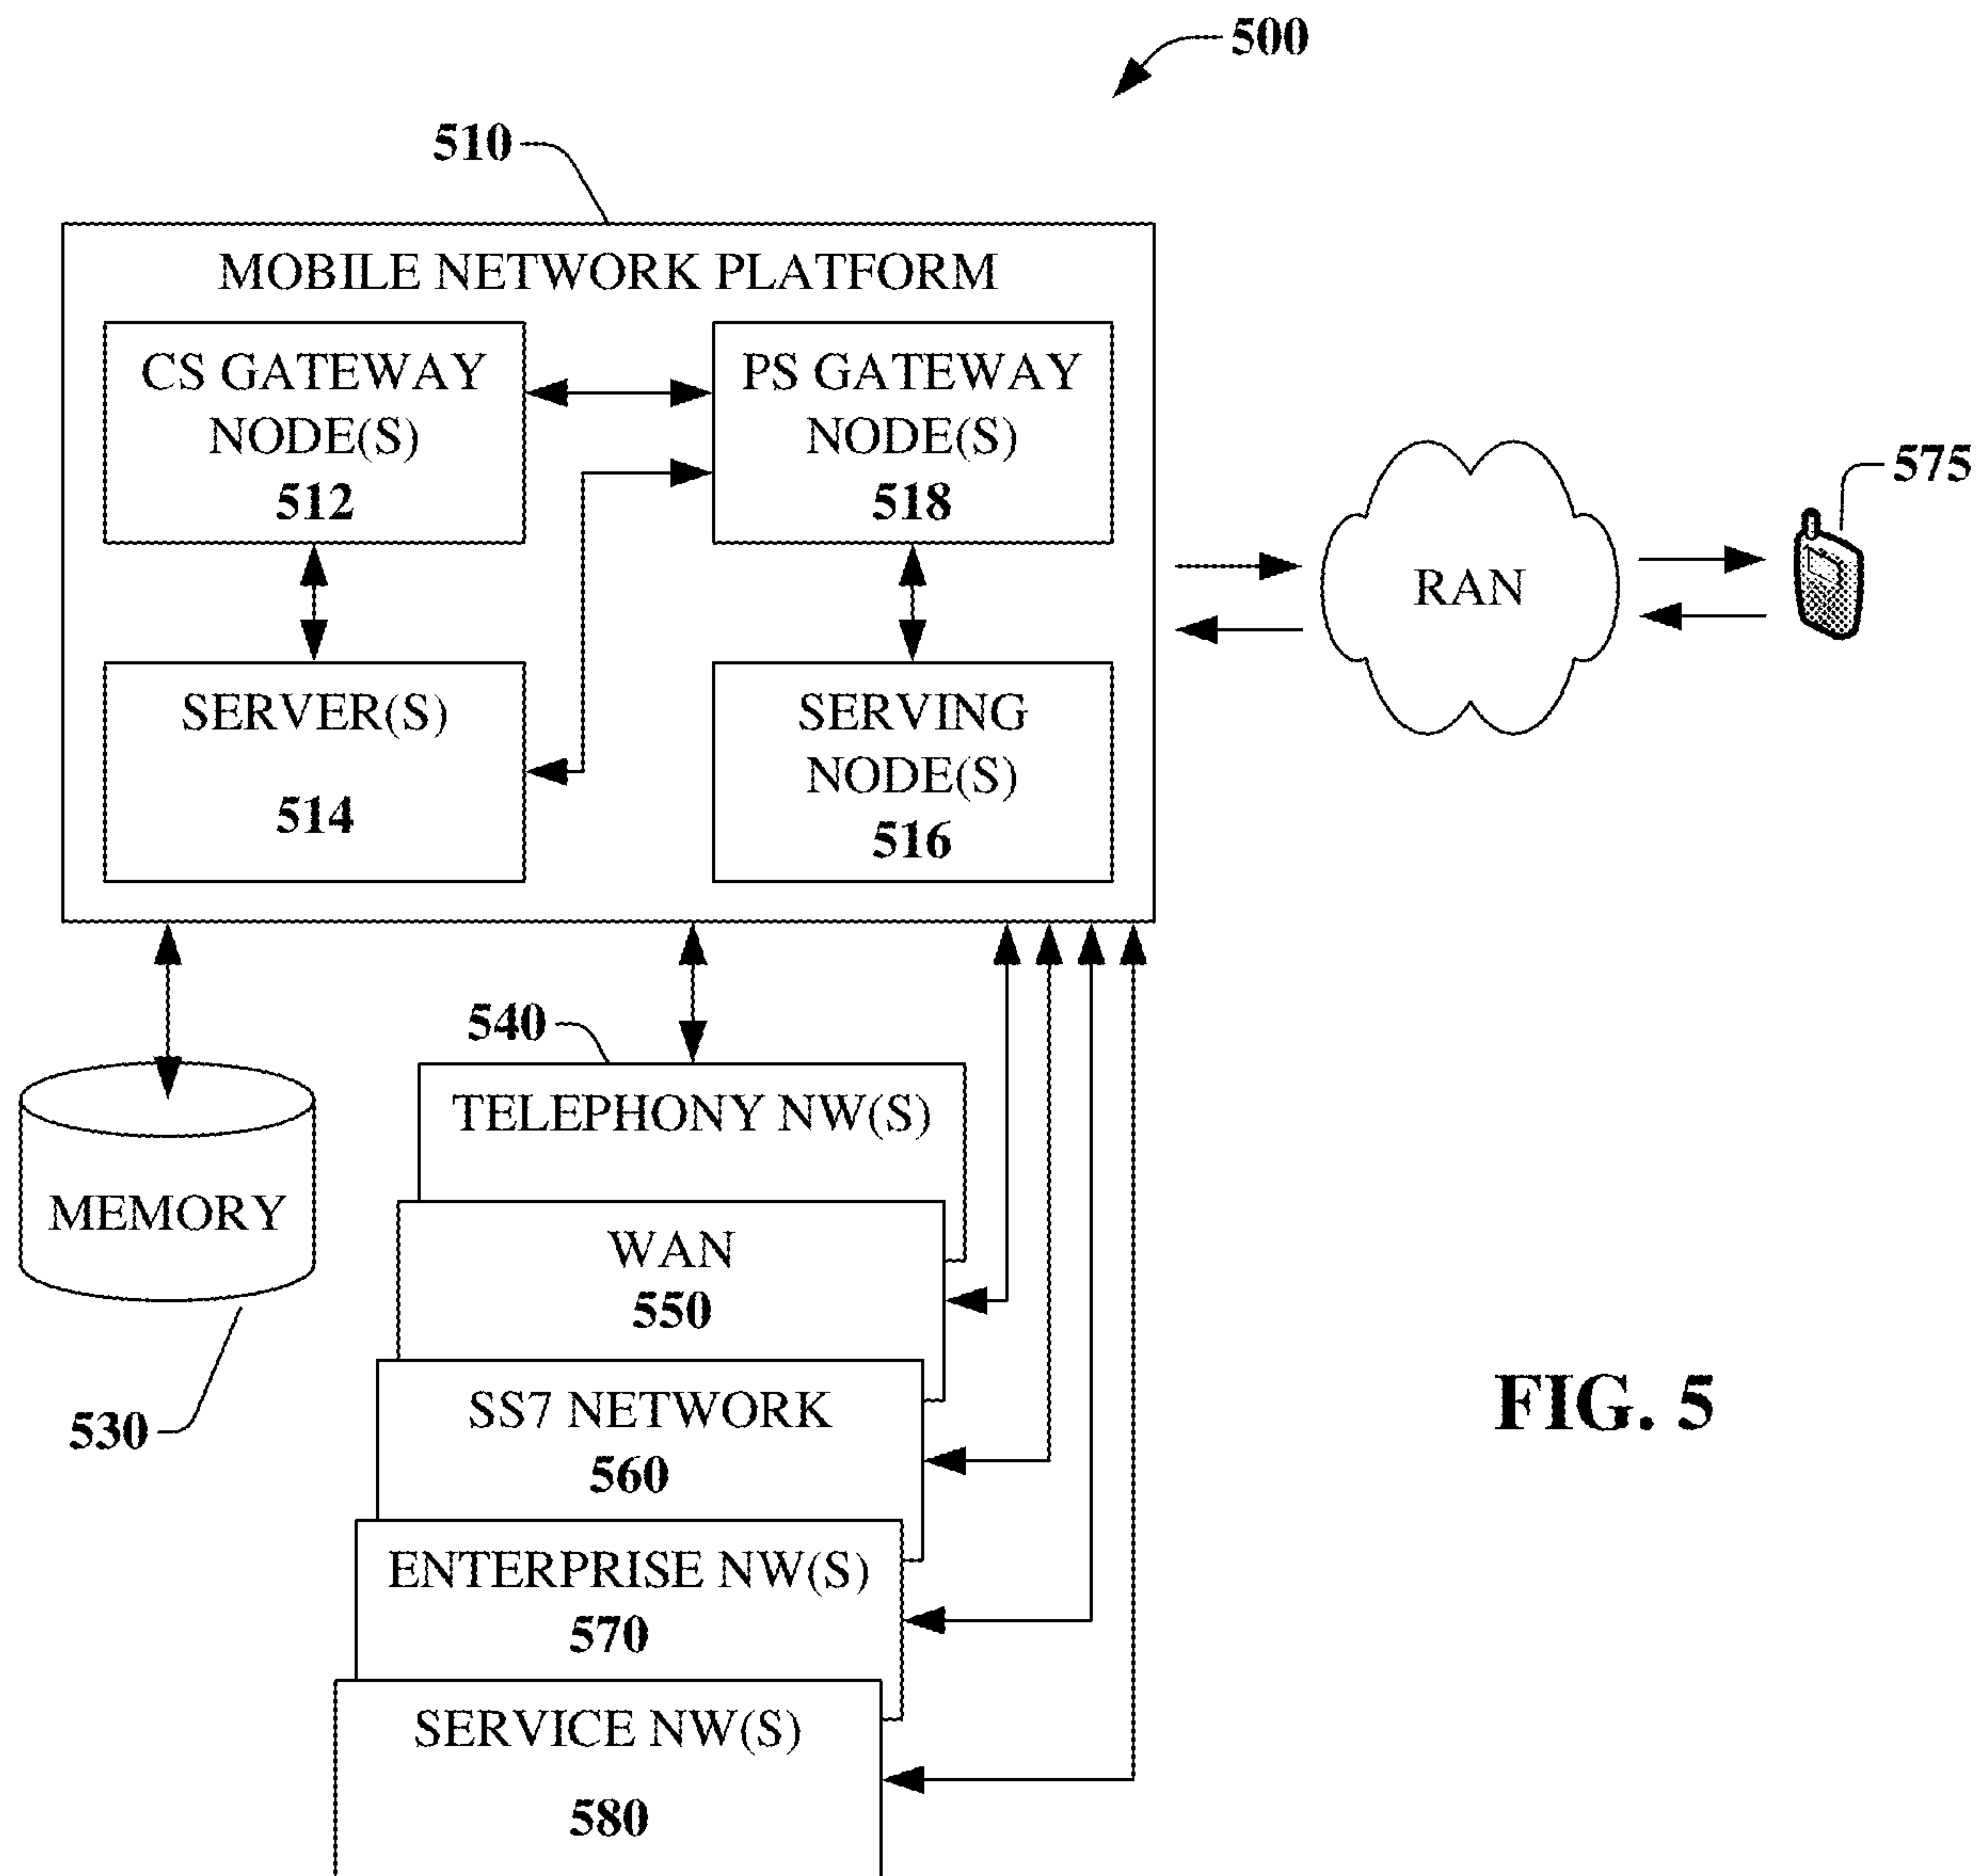 500
510
MOBILE NETWORK PLATFORM
CS GATEWAY
NODE(S)
512
PS GATEWAY
NODE(S)
518
SERVER(S)
514
SERVING
NODE(S)
516
RAN
575
540
TELEPHONY NW(S)
MEMORY
530
WAN
550
SS7 NETWORK
560
ENTERPRISE NW(S)
570
SERVICE NW(S)
580
FIG. 5